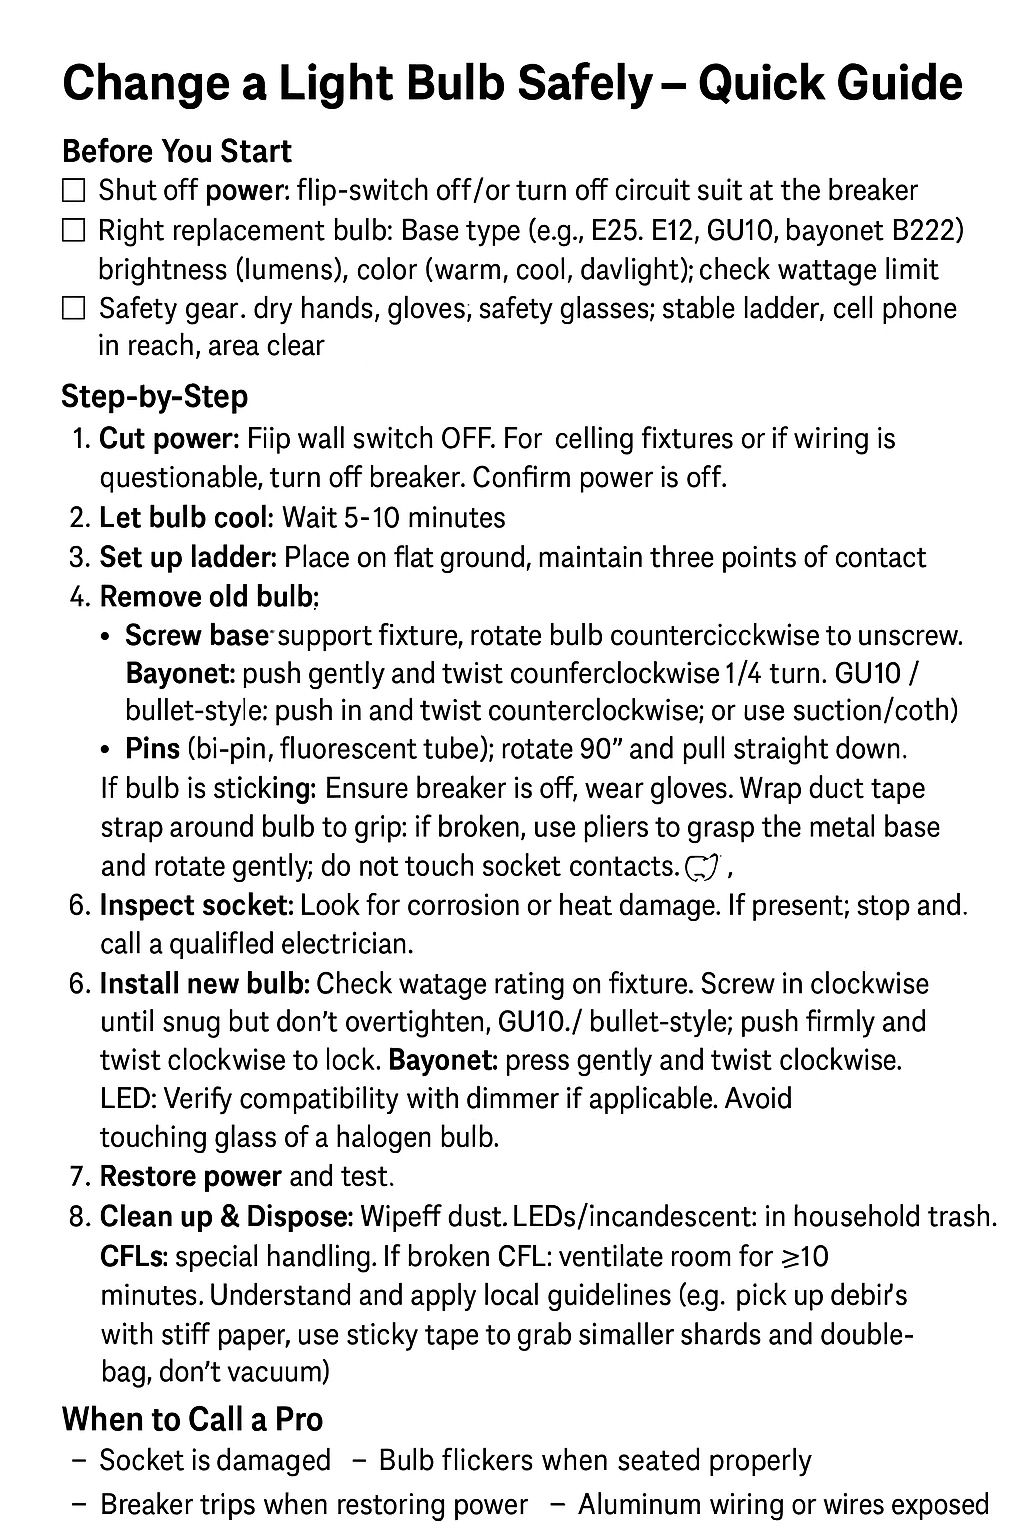 Change a Light Bulb Safely – Quick Guide
Before You Start
☐ Shut off power: flip-switch off/or turn off circuit suit at the breaker
☐ Right replacement bulb: Base type (e.g., E25. E12, GU10, bayonet B222)
brightness (lumens), color (warm, cool, davlight); check wattage limit
☐ Safety gear. dry hands, gloves; safety glasses; stable ladder, cell phone
in reach, area clear
Step-by-Step
1. Cut power: Fiip wall switch OFF. For celling fixtures or if wiring is
questionable, turn off breaker. Confirm power is off.
2. Let bulb cool: Wait 5-10 minutes
3. Set up ladder: Place on flat ground, maintain three points of contact
4. Remove old bulb:
• Screw base support fixture, rotate bulb countercicckwise to unscrew.
Bayonet: push gently and twist counferclockwise 1/4 turn. GU10 /
bullet-style: push in and twist counterclockwise; or use suction/coth)
• Pins (bi-pin, fluorescent tube); rotate 90” and pull straight down.
If bulb is sticking: Ensure breaker is off, wear gloves. Wrap duct tape
strap around bulb to grip: if broken, use pliers to grasp the metal base
and rotate gently; do not touch socket contacts. ,
6. Inspect socket: Look for corrosion or heat damage. If present; stop and.
call a qualified electrician.
6. Install new bulb: Check watage rating on fixture. Screw in clockwise
until snug but don’t overtighten, GU10./ bullet-style; push firmly and
twist clockwise to lock. Bayonet: press gently and twist clockwise.
LED: Verify compatibility with dimmer if applicable. Avoid
touching glass of a halogen bulb.
7. Restore power and test.
8. Clean up & Dispose: Wipeff dust. LEDs/incandescent: in household trash.
CFLs: special handling. If broken CFL: ventilate room for ≥10
minutes. Understand and apply local guidelines (e.g. pick up debir's
with stiff paper, use sticky tape to grab simaller shards and double-
bag, don’t vacuum)
When to Call a Pro
– Socket is damaged – Bulb flickers when seated properly
– Breaker trips when restoring power – Aluminum wiring or wires exposed